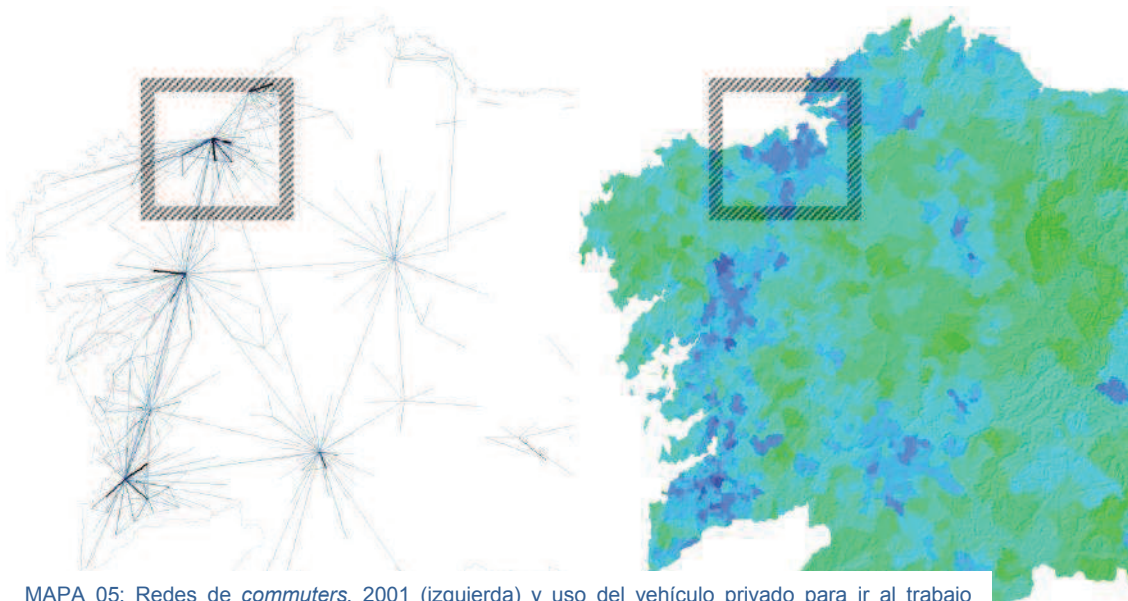 MAPA 05: Redes de commuters, 2001 (izquierda) y uso del vehículo privado para ir al trabajo